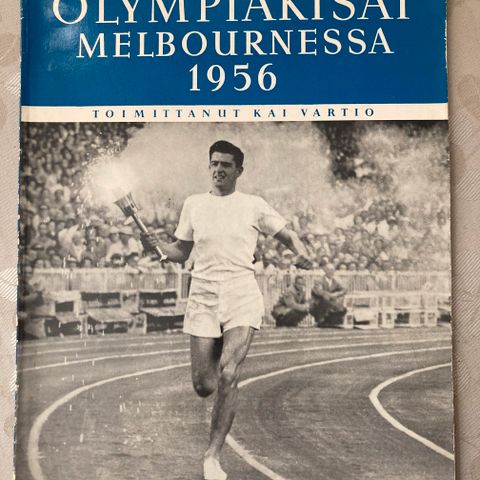 OLYMPIAKISAT
MELBOURNESSA
1956
TOIMITTANUT KAI VARTIO